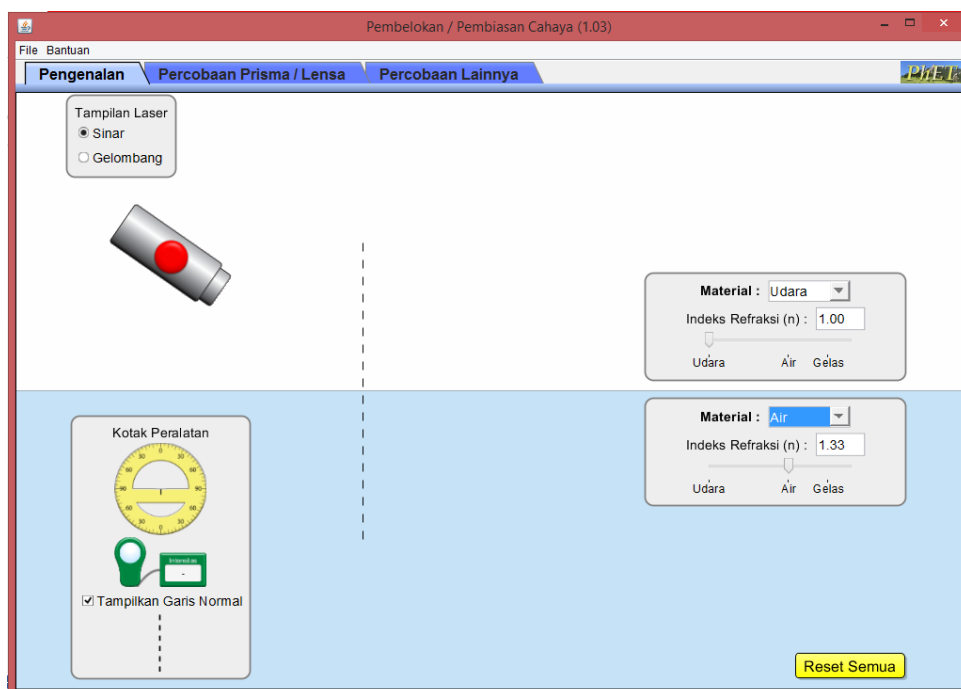 Pembelokan / Pembiasan Cahaya (1.03)
File Bantuan
Pengenalan Percobaan Prisma / Lensa Percobaan Lainnya
PhET
Tampilan Laser
Sinar
Gelombang
Material : Udara
Indeks Refraksi (n) : 1.00
Udara Air Gelas
Material : Air
Indeks Refraksi (n) : 1.33
Udara Air Gelas
Kotak Peralatan
Tampilkan Garis Normal
Reset Semua